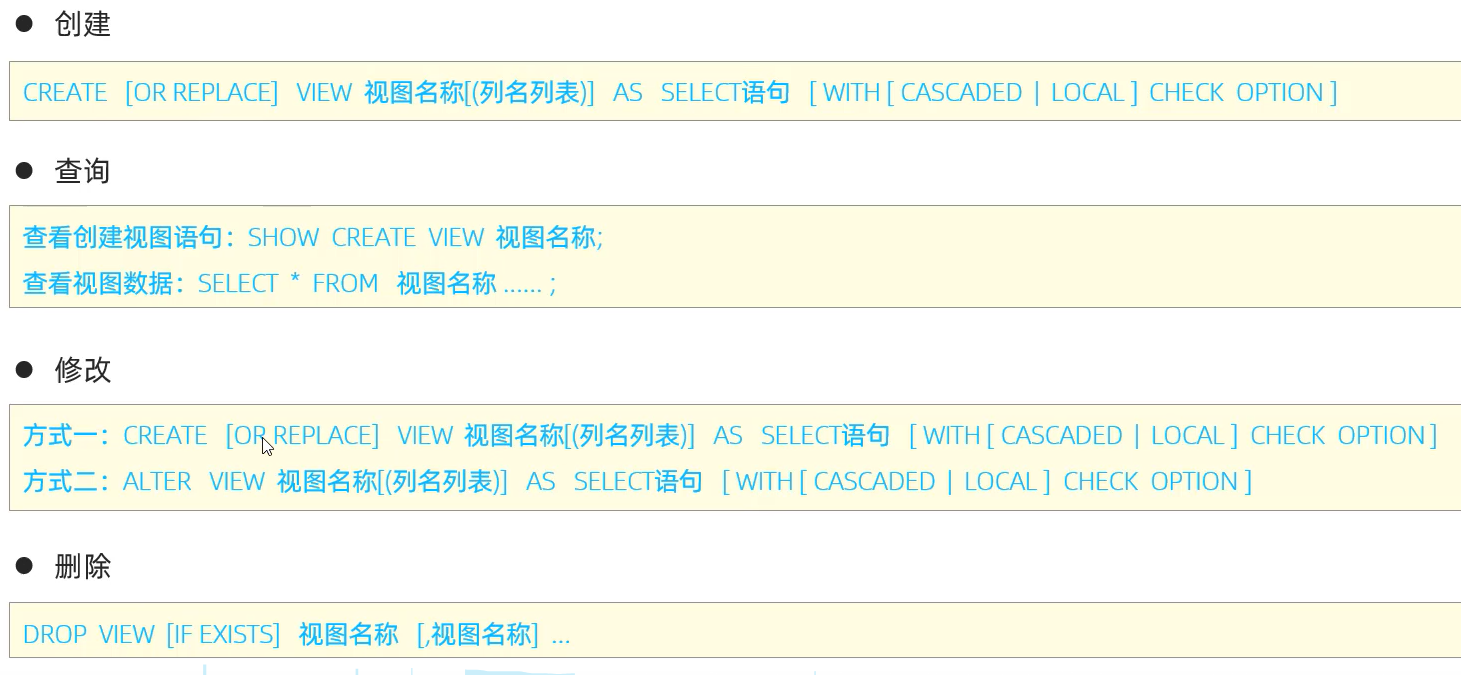 ● 创建
CREATE [OR REPLACE] VIEW 视图名称[(列名列表)] AS SELECT语句 [ WITH [ CASCADED | LOCAL ] CHECK OPTION ]
● 查询
查看创建视图语句：SHOW CREATE VIEW 视图名称;
查看视图数据：SELECT * FROM 视图名称 ...... ;
● 修改
方式一：CREATE [OR REPLACE] VIEW 视图名称[(列名列表)] AS SELECT语句 [ WITH [ CASCADED | LOCAL ] CHECK OPTION ]
方式二：ALTER VIEW 视图名称[(列名列表)] AS SELECT语句 [ WITH [ CASCADED | LOCAL ] CHECK OPTION ]
● 删除
DROP VIEW [IF EXISTS] 视图名称 [,视图名称] ...